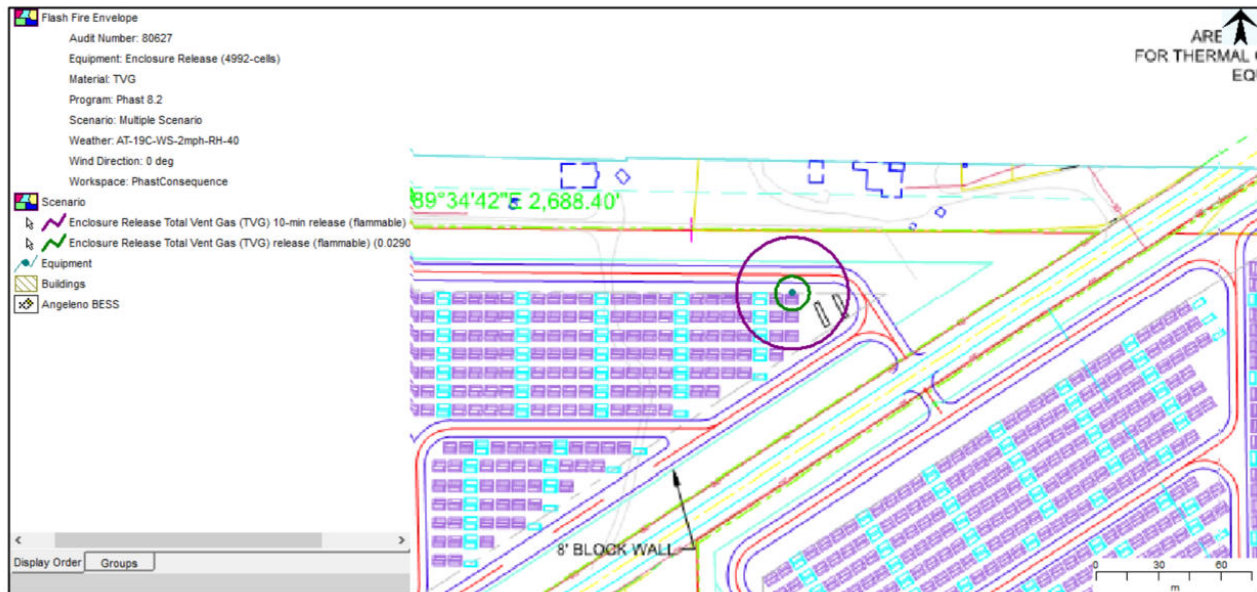 Flash Fire Envelope
Audit Number: 80627
Equipment: Enclosure Release (4992-cells)
Material: TVG
Program: Phast 8.2
Scenario: Multiple Scenario
Weather: AT-19C-WS-2mph-RH-40
Wind Direction: 0 deg
Workspace: PhastConsequence
Scenario
Enclosure Release Total Vent Gas (TVG) 10-min release (flammable)
Enclosure Release Total Vent Gas (TVG) release (flammable) (0.0290
Equipment
Buildings
Angeleno BESS
Display Order
Groups
ARE
FOR THERMAL
EQ
89°34'42"E 2,688.40'
8' BLOCK WALL
0 30 60
m